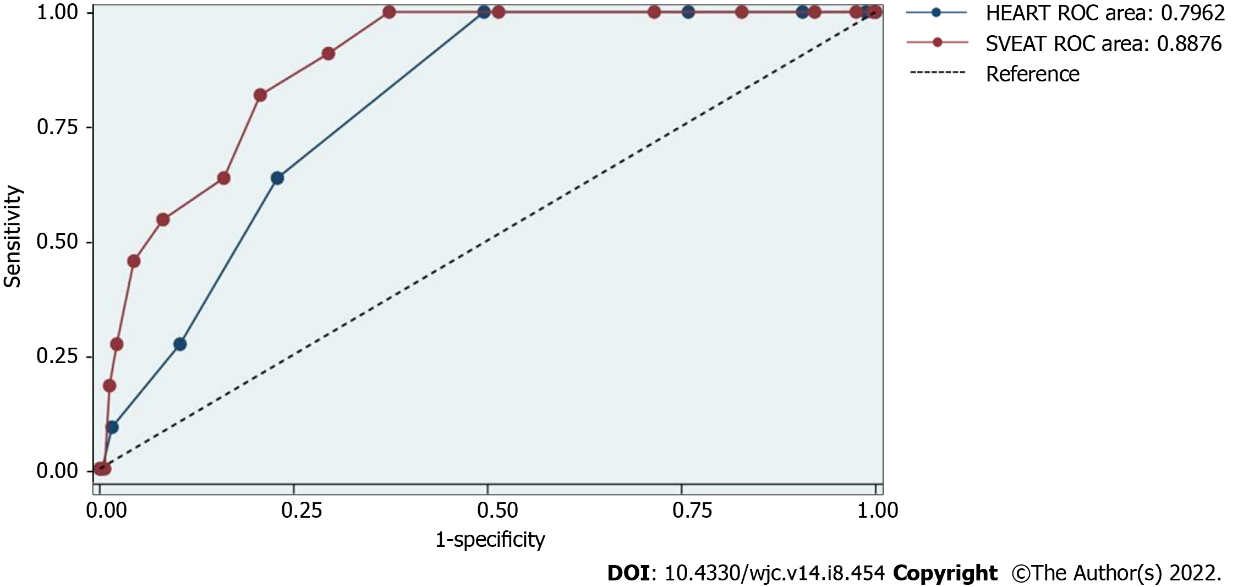 1.00
0.75
0.50
0.25
0.00
Sensitivity
0.00 0.25 0.50 0.75 1.00
1-specificity
HEART ROC area: 0.7962
SVEAT ROC area: 0.8876
Reference
DOI: 10.4330/wjc.v14.i8.454 Copyright ©The Author(s) 2022.